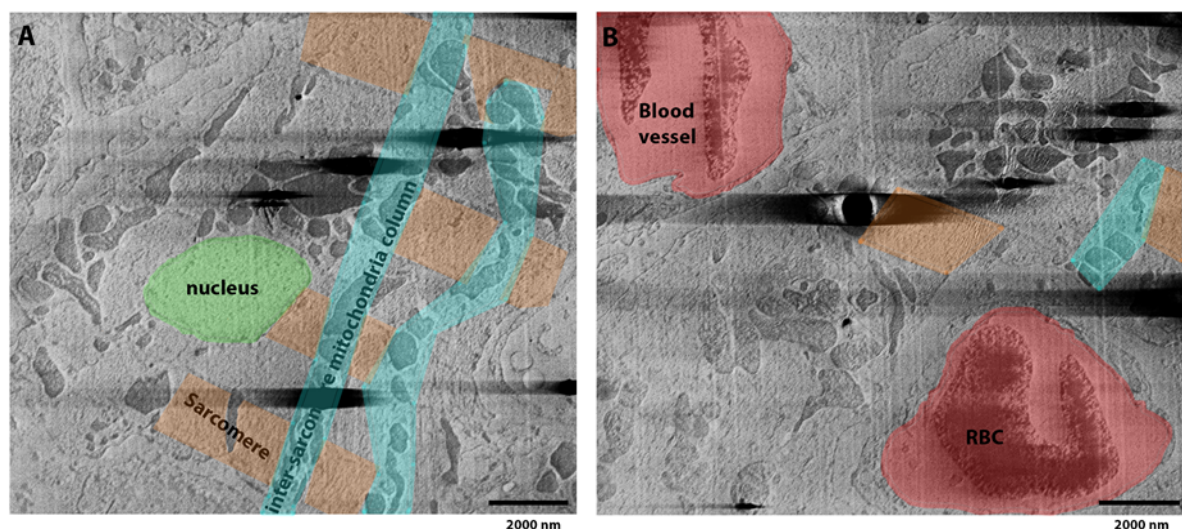 A
nucleus
inter-sarcomere mitochondria column
Sarcomere
2000 nm
B
Blood
vessel
RBC
2000 nm